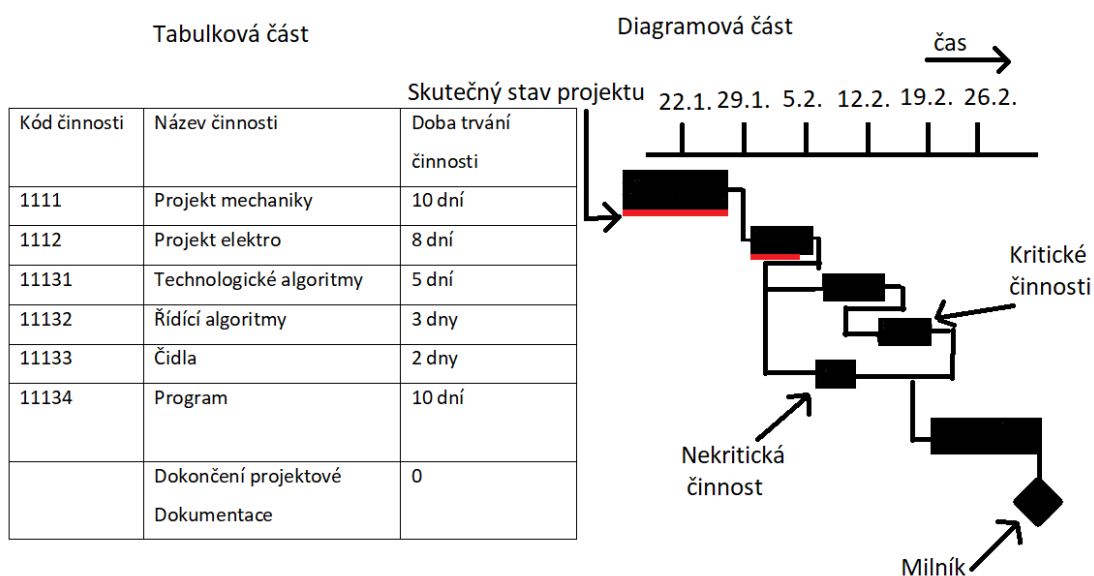 Tabulková část
Diagramová část
čas
Skutečný stav projektu
22.1. 29.1. 5.2. 12.2. 19.2. 26.2.
Kód činnosti Název činnosti Doba trvání
činnosti
1111 Projekt mechaniky 10 dní
1112 Projekt elektro 8 dní
11131 Technologické algoritmy 5 dní
11132 Řídící algoritmy 3 dny
11133 Čidla 2 dny
11134 Program 10 dní
Dokončení projektové 0
Dokumentace
Kritické
činnosti
Nekritická
činnost
Milník